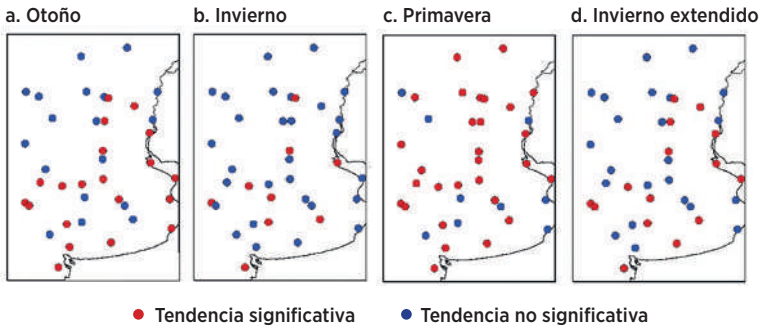 a. Otoño
b. Invierno
c. Primavera
d. Invierno extendido
Tendencia significativa
Tendencia no significativa